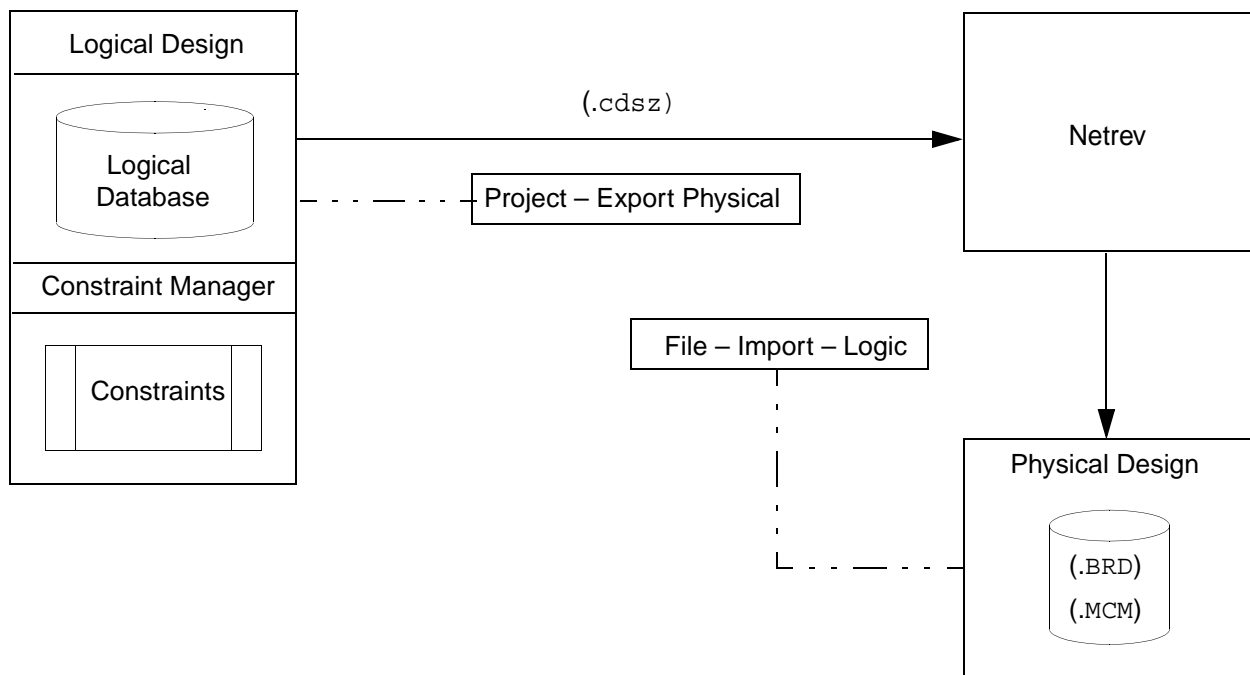 Logical Design
(.cdsz)
Netrev
Logical
Database
Project – Export Physical
Constraint Manager
File – Import – Logic
Constraints
Physical Design
(.BRD)
(.MCM)